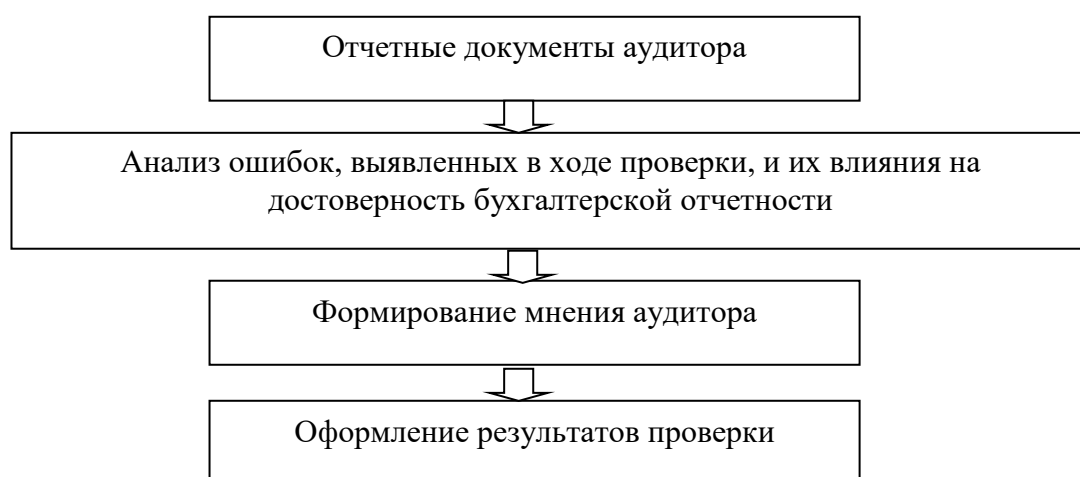 Отчетные документы аудитора
Анализ ошибок, выявленных в ходе проверки, и их влияния на
достоверность бухгалтерской отчетности
Формирование мнения аудитора
Оформление результатов проверки